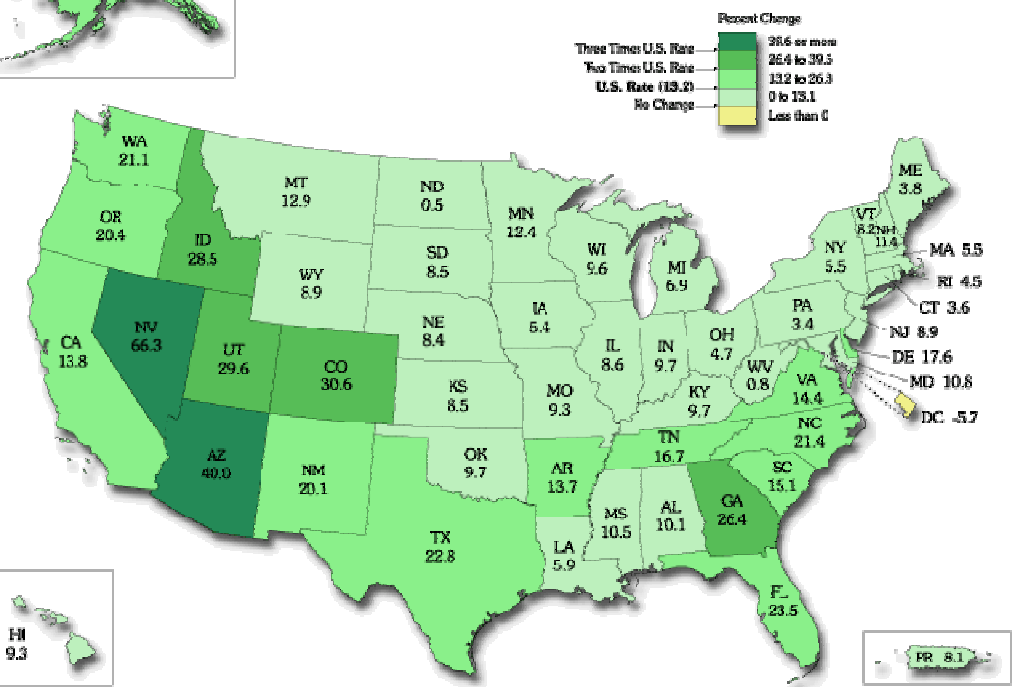 Percent Change
Three Times U.S. Rate
39.6 or more
26.4 to 39.5
Two Times U.S. Rate
13.2 to 26.3
U.S. Rate (13.2)
0 to 13.1
No Change
Less than 0
WA
21.1
OR
20.4
ID
28.5
MT
12.9
ND
0.5
MN
12.4
WI
9.6
MI
6.9
NY
5.5
VT
8.2
NH
11.4
ME
3.8
MA 5.5
RI 4.5
CT 3.6
NJ 8.9
DE 17.6
MD 10.8
DC -5.7
SD
8.5
WY
8.9
NE
8.4
IA
5.4
IL
8.6
IN
9.7
OH
4.7
PA
3.4
WV
0.8
VA
14.4
KY
9.7
NC
21.4
TN
16.7
SC
15.1
CA
13.8
NV
66.3
UT
29.6
CO
30.6
KS
8.5
MO
9.3
AZ
40.0
NM
20.1
OK
9.7
AR
13.7
MS
10.5
AL
10.1
GA
26.4
TX
22.8
LA
5.9
FL
23.5
HI
9.3
PR 8.1